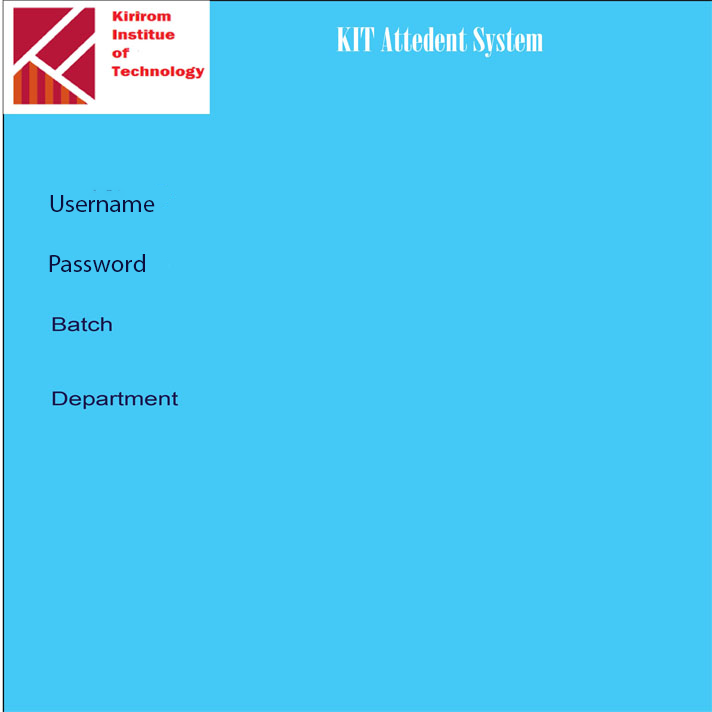 Kirirom
Institue
of
Technology
KIT Attedent System
Username
Password
Batch
Department